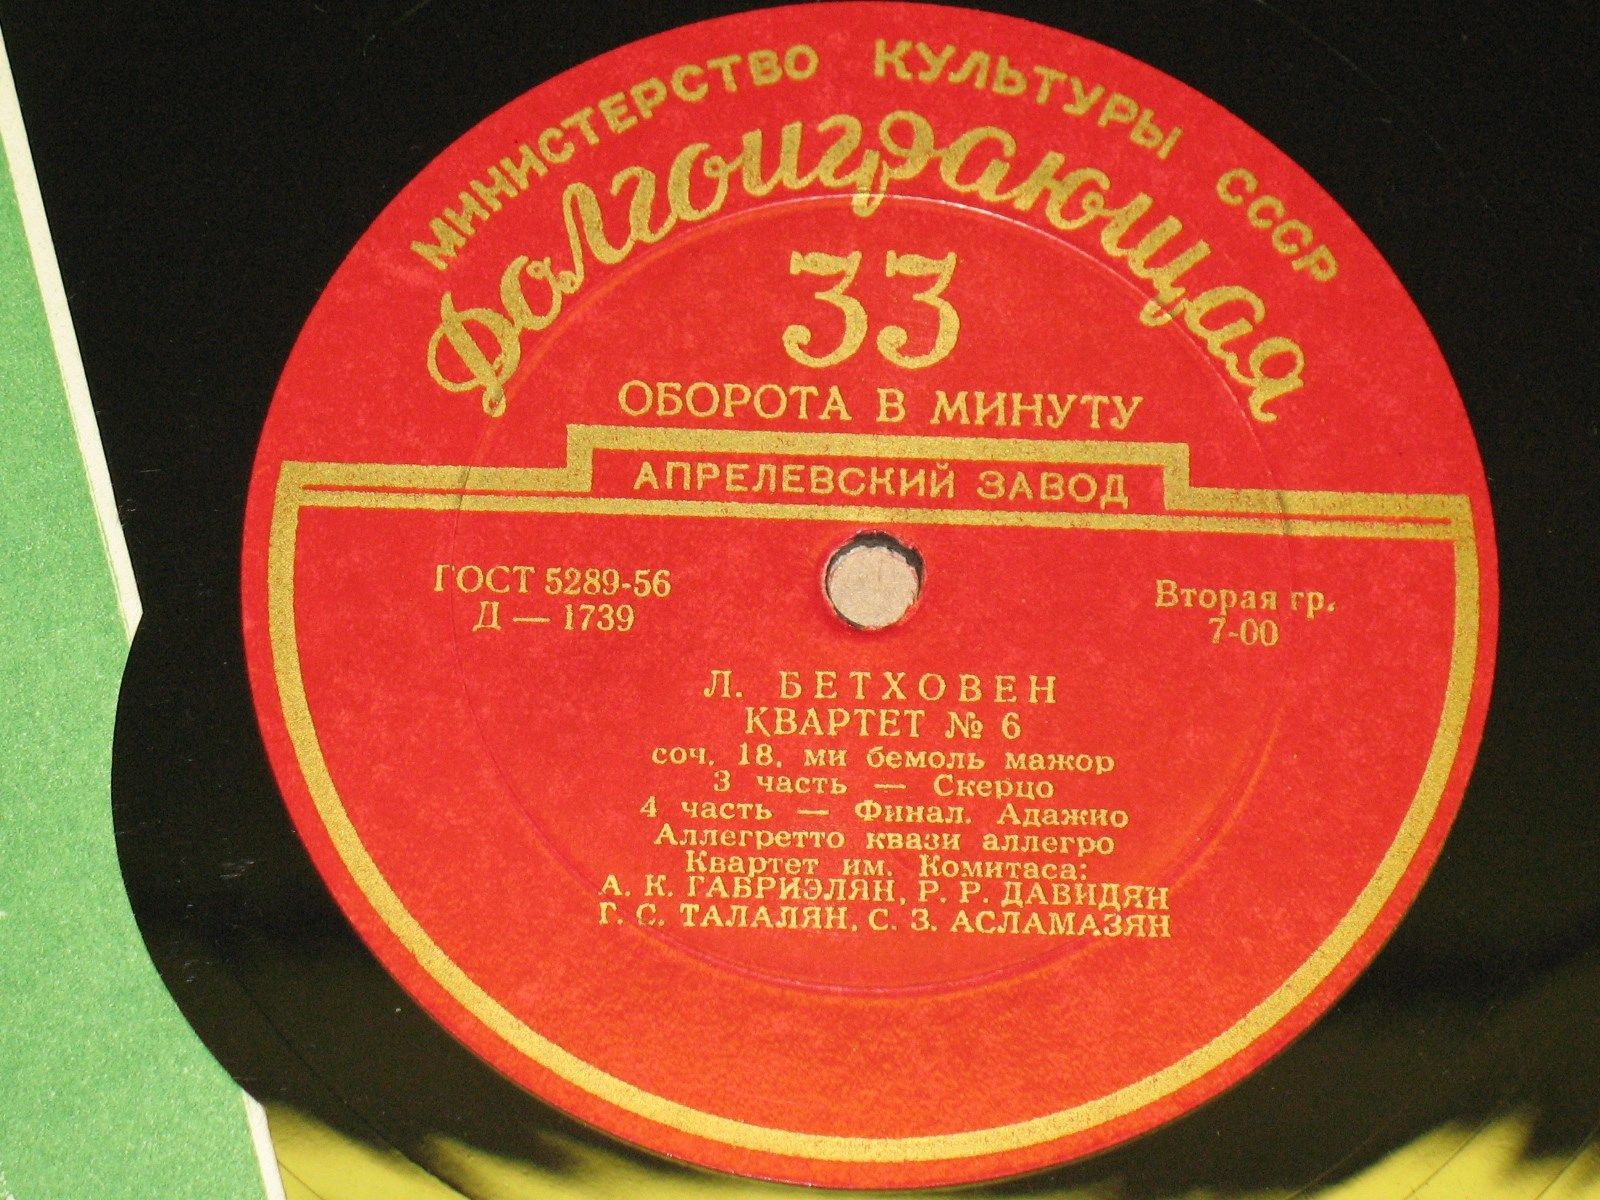 МИНИСТЕРСТВО КУЛЬТУРЫ СССР
Долгоиграющая
33
ОБОРОТА В МИНУТУ
АПРЕЛЕВСКИЙ ЗАВОД
ГОСТ 5289-56
Д — 1739
Вторая гр.
7-00
Л. БЕТХОВЕН
КВАРТЕТ № 6
соч. 18, ми бемоль мажор
3 часть — Скерцо
4 часть — Финал. Адажио
Аллегретто квази аллегро
Квартет им. Комитаса:
А. К. ГАБРИЭЛЯН, Р. Р. ДАВИДЯН
Г. С. ТАЛАЛЯН, С. З. АСЛАМАЗЯН